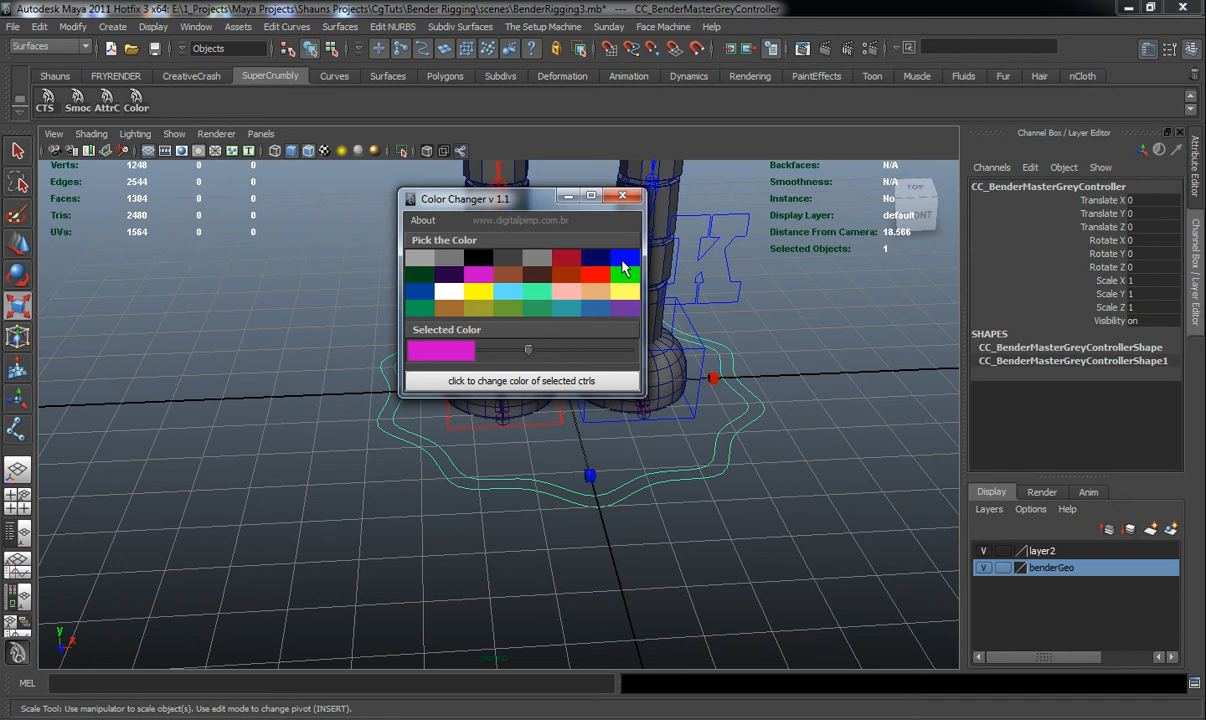 Autodesk Maya 2011 Hotfix 3 x64: E:\1_Projects\Maya Projects\Shauns Projects\CgTuts\Bender Rigging\scenes\BenderRigging3.mb* --- CC_BenderMasterGreyController
File Edit Modify Create Display Window Assets Edit Curves Surfaces Edit NURBS Subdiv Surfaces The Setup Machine Sunday Face Machine Help
Surfaces Objects
Shauns FRYRENDER CreativeCrash SuperCrumbly Curves Surfaces Polygons Subdivs Deformation Animation Dynamics Rendering PaintEffects Toon Muscle Fluids Fur Hair nCloth
CTS Smoc AttrC Color
View Shading Lighting Show Renderer Panels
Verts: 1248 0 0
Edges: 2544 0 0
Faces: 1304 0 0
Tris: 2480 0 0
UVs: 1564 0 0
Backfaces: N/A
Smoothness: N/A
Instance: No
Display Layer: default
Distance From Camera: 18.566
Selected Objects: 1
TOP
K
Color Changer v 1.1
About www.digitalpimp.com.br
Pick the Color
Selected Color
click to change color of selected ctrls
persp
y
x
Channel Box / Layer Editor
Channels Edit Object Show
CC_BenderMasterGreyController
Translate X 0
Translate Y 0
Translate Z 0
Rotate X 0
Rotate Y 0
Rotate Z 0
Scale X 1
Scale Y 1
Scale Z 1
Visibility on
SHAPES
CC_BenderMasterGreyControllerShape
CC_BenderMasterGreyControllerShape1
Attribute Editor
Channel Box / Layer Editor
Display Render Anim
Layers Options Help
V layer2
V benderGeo
MEL
Scale Tool: Use manipulator to scale object(s). Use edit mode to change pivot (INSERT).